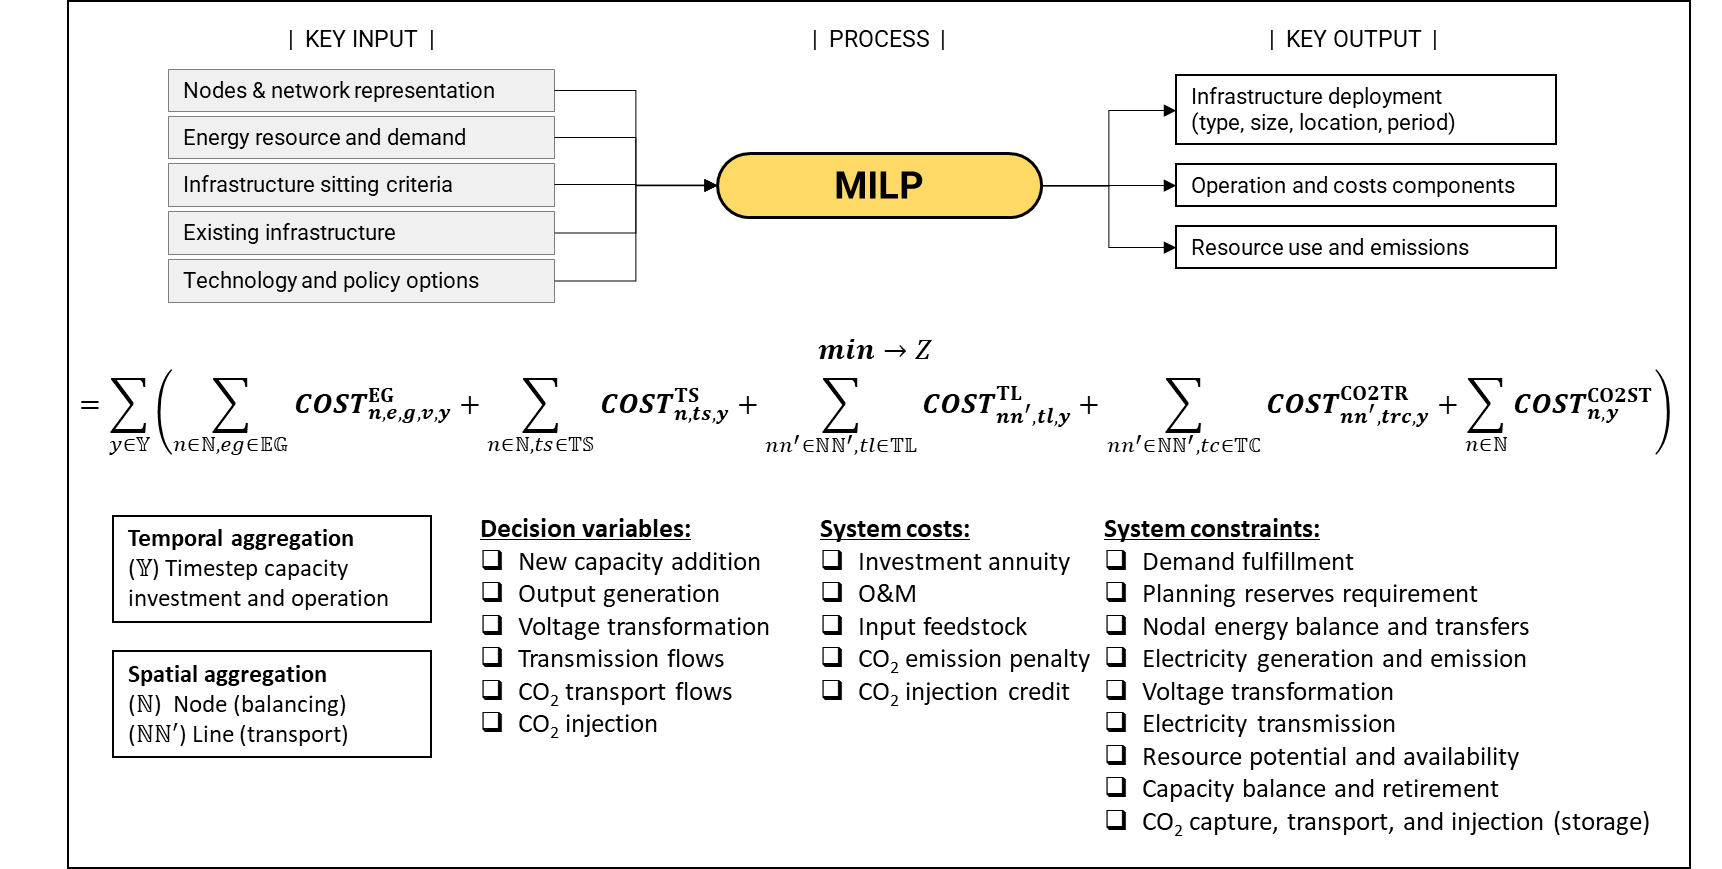 | KEY INPUT |
| PROCESS |
| KEY OUTPUT |
Nodes & network representation
Energy resource and demand
Infrastructure sitting criteria
Existing infrastructure
Technology and policy options
MILP
Infrastructure deployment
(type, size, location, period)
Operation and costs components
Resource use and emissions
min → Z
= ∑_{y∈𝕐} ( ∑_{n∈ℕ,eg∈𝔼𝔾} COST^{EG}_{n,e,g,v,y} + ∑_{n∈ℕ,ts∈𝕋𝕊} COST^{TS}_{n,ts,y} + ∑_{nn′∈ℕℕ′,tl∈𝕋𝕃} COST^{TL}_{nn′,tl,y} + ∑_{nn′∈ℕℕ′,tc∈𝕋ℂ} COST^{CO2TR}_{nn′,trc,y} + ∑_{n∈ℕ} COST^{CO2ST}_{n,y} )
Temporal aggregation
(𝕐) Timestep capacity
investment and operation
Spatial aggregation
(ℕ) Node (balancing)
(ℕℕ′) Line (transport)
Decision variables:
❑ New capacity addition
❑ Output generation
❑ Voltage transformation
❑ Transmission flows
❑ CO₂ transport flows
❑ CO₂ injection
System costs:
❑ Investment annuity
❑ O&M
❑ Input feedstock
❑ CO₂ emission penalty
❑ CO₂ injection credit
System constraints:
❑ Demand fulfillment
❑ Planning reserves requirement
❑ Nodal energy balance and transfers
❑ Electricity generation and emission
❑ Voltage transformation
❑ Electricity transmission
❑ Resource potential and availability
❑ Capacity balance and retirement
❑ CO₂ capture, transport, and injection (storage)